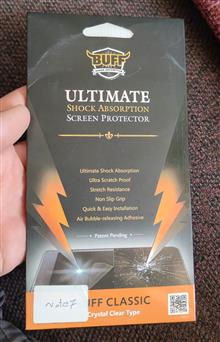 BUFF
ULTIMATE
SHOCK ABSORPTION
SCREEN PROTECTOR
Ultimate Shock Absorption
Ultra Scratch Proof
Stretch Resistance
Non Slip Grip
Quick & Easy Installation
Air Bubble-releasing Adhesive
Patent Pending
Note7
BUFF CLASSIC
Crystal Clear Type